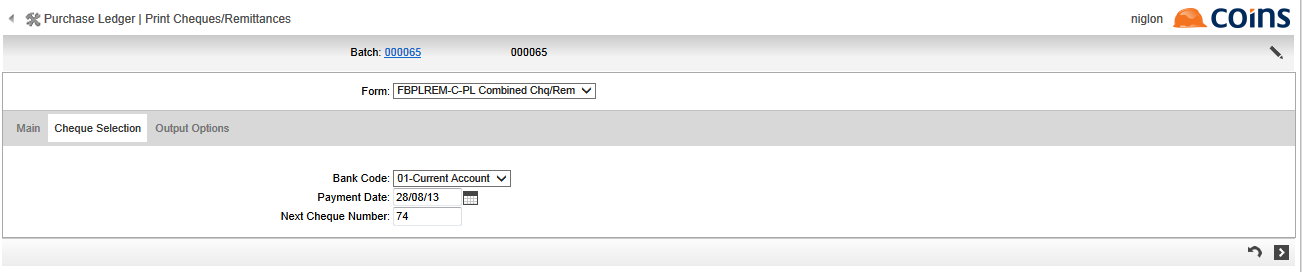 Purchase Ledger | Print Cheques/Remittances
niglon coins
Batch: 000065 000065
Form: FBPLREM-C-PL Combined Chq/Rem
Main Cheque Selection Output Options
Bank Code: 01-Current Account
Payment Date: 28/08/13
Next Cheque Number: 74